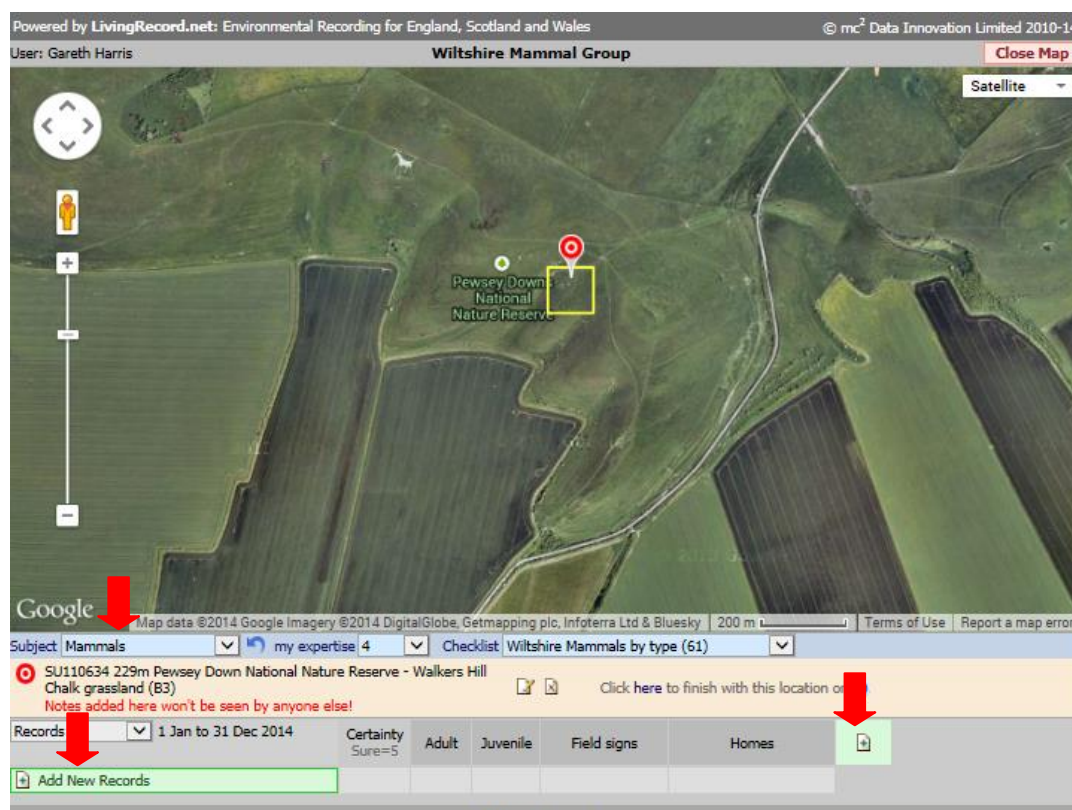 Powered by LivingRecord.net: Environmental Recording for England, Scotland and Wales © mc2 Data Innovation Limited 2010-14
User: Gareth Harris Wiltshire Mammal Group Close Map
Satellite
Pewsey Down's
National
Nature Reserve
Google Map data ©2014 Google Imagery ©2014 DigitalGlobe, Getmapping plc, Infoterra Ltd & Bluesky 200 m Terms of Use Report a map error
Subject Mammals my expertise 4 Checklist Wiltshire Mammals by type (61)
SU110634 229m Pewsey Down National Nature Reserve - Walkers Hill
Chalk grassland (B3) Click here to finish with this location on
Notes added here won't be seen by anyone else!
Records 1 Jan to 31 Dec 2014 Certainty Adult Juvenile Field signs Homes
Sure=5
Add New Records